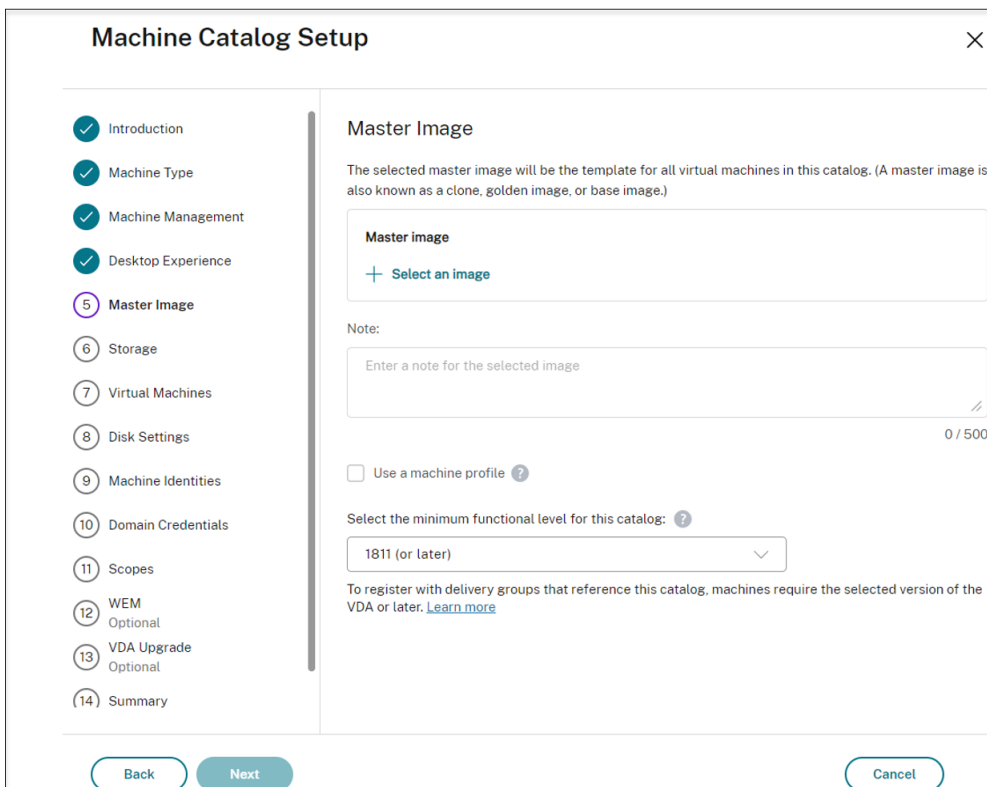 Machine Catalog Setup
Introduction
Machine Type
Machine Management
Desktop Experience
5 Master Image
6 Storage
7 Virtual Machines
8 Disk Settings
9 Machine Identities
10 Domain Credentials
11 Scopes
12 WEM
Optional
13 VDA Upgrade
Optional
14 Summary
Master Image
The selected master image will be the template for all virtual machines in this catalog. (A master image is
also known as a clone, golden image, or base image.)
Master image
+ Select an image
Note:
Enter a note for the selected image
0 / 500
Use a machine profile ?
Select the minimum functional level for this catalog: ?
1811 (or later)
To register with delivery groups that reference this catalog, machines require the selected version of the
VDA or later. Learn more
Back
Next
Cancel